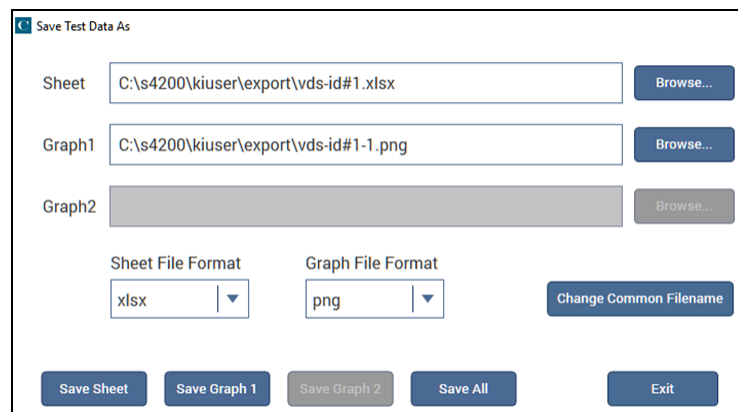 C Save Test Data As
Sheet C:\s4200\kiuser\export\vds-id#1.xlsx Browse...
Graph1 C:\s4200\kiuser\export\vds-id#1-1.png Browse...
Graph2 Browse...
Sheet File Format Graph File Format
xlsx png Change Common Filename
Save Sheet Save Graph 1 Save Graph 2 Save All Exit